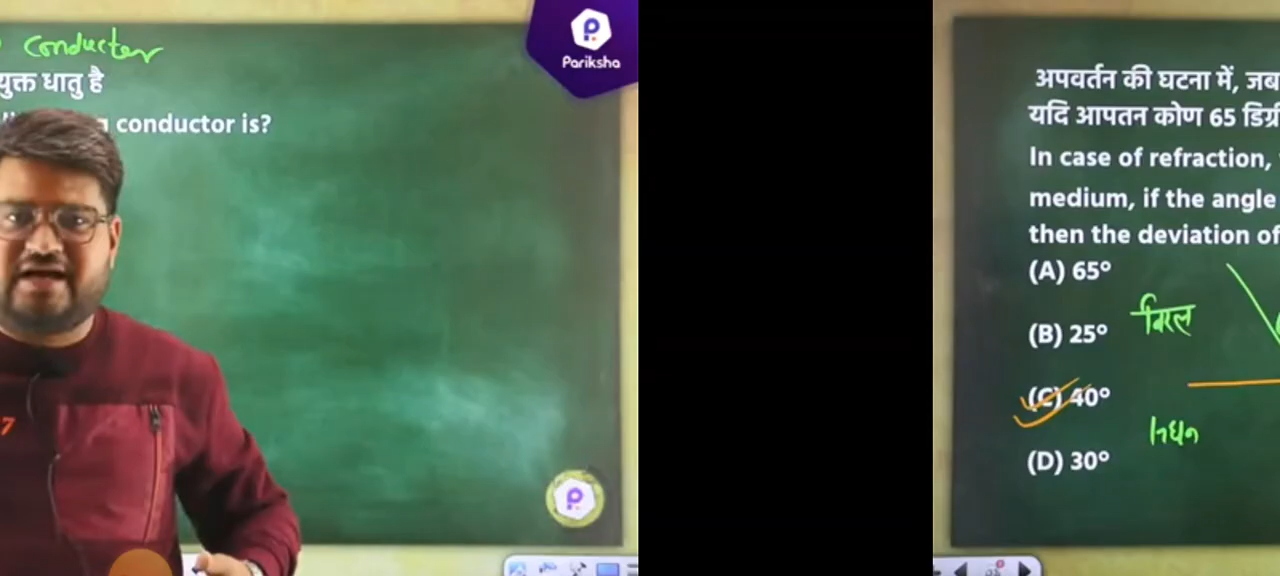 conductor
युक्त धातु है
conductor is?
Pariksha
7
अपवर्तन की घटना में, जब
यदि आपतन कोण 65
In case of refraction,
medium, if the angle
then the deviation of
(A) 65°
विरल
(B) 25°
(C) 40°
(D) 30°